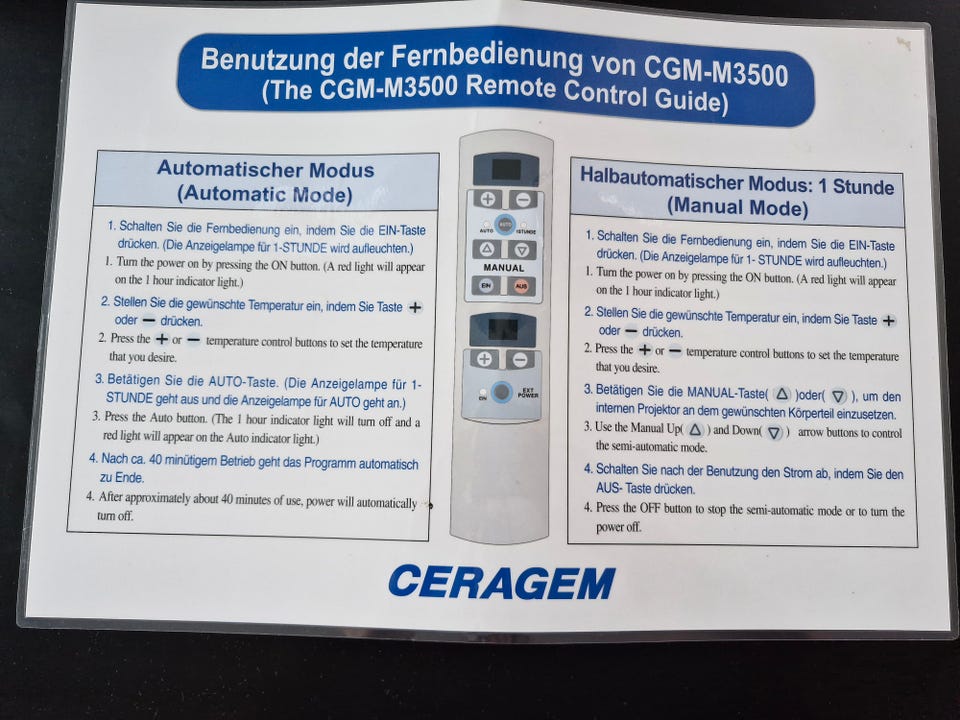 Benutzung der Fernbedienung von CGM-M3500
(The CGM-M3500 Remote Control Guide)
Automatischer Modus
(Automatic Mode)
1. Schalten Sie die Fernbedienung ein, indem Sie die EIN-Taste
drücken. (Die Anzeigelampe für 1-STUNDE wird aufleuchten.)
1. Turn the power on by pressing the ON button. (A red light will appear
on the 1 hour indicator light.)
2. Stellen Sie die gewünschte Temperatur ein, indem Sie Taste +
oder − drücken.
2. Press the + or − temperature control buttons to set the temperature
that you desire.
3. Betätigen Sie die AUTO-Taste. (Die Anzeigelampe für 1-
STUNDE geht aus und die Anzeigelampe für AUTO geht an.)
3. Press the Auto button. (The 1 hour indicator light will turn off and a
red light will appear on the Auto indicator light.)
4. Nach ca. 40 minütigem Betrieb geht das Programm automatisch
zu Ende.
4. After approximately about 40 minutes of use, power will automatically
turn off.
+ −
AUTO AUTO 1STUNDE
△ ▽
MANUAL
EIN AUS
+ −
EIN EXT
POWER
Halbautomatischer Modus: 1 Stunde
(Manual Mode)
1. Schalten Sie die Fernbedienung ein, indem Sie die EIN-Taste
drücken. (Die Anzeigelampe für 1- STUNDE wird aufleuchten.)
1. Turn the power on by pressing the ON button. (A red light will appear
on the 1 hour indicator light.)
2. Stellen Sie die gewünschte Temperatur ein, indem Sie Taste +
oder − drücken.
2. Press the + or − temperature control buttons to set the temperature
that you desire.
3. Betätigen Sie die MANUAL-Taste( △ )oder( ▽ ), um den
internen Projektor an dem gewünschten Körperteil einzusetzen.
3. Use the Manual Up( △ ) and Down( ▽ ) arrow buttons to control
the semi-automatic mode.
4. Schalten Sie nach der Benutzung den Strom ab, indem Sie den
AUS- Taste drücken.
4. Press the OFF button to stop the semi-automatic mode or to turn the
power off.
CERAGEM